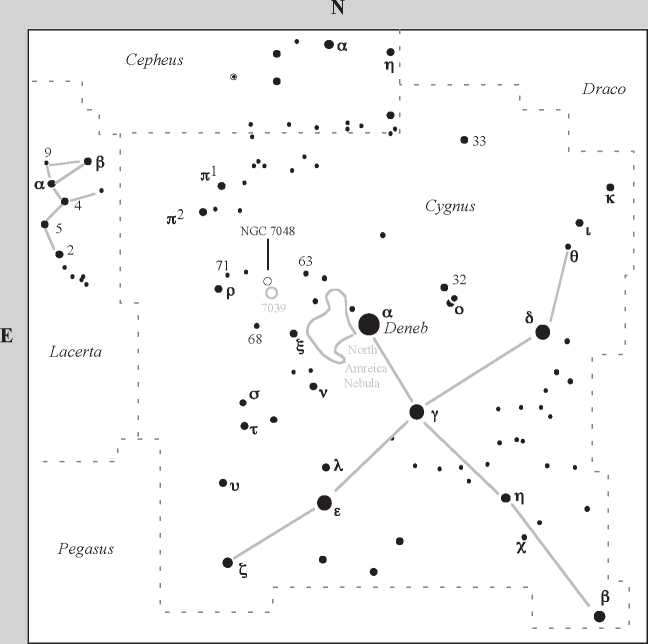 N
Cepheus
α
η
Draco
33
9
β
α
4
5
2
π1
π2
Cygnus
κ
ι
θ
NGC 7048
71
63
ρ
7039
32
ο
α
Deneb
δ
E
68
ξ
North
Amreica
Nebula
Lacerta
ν
σ
τ
γ
λ
υ
ε
η
χ
Pegasus
ζ
β